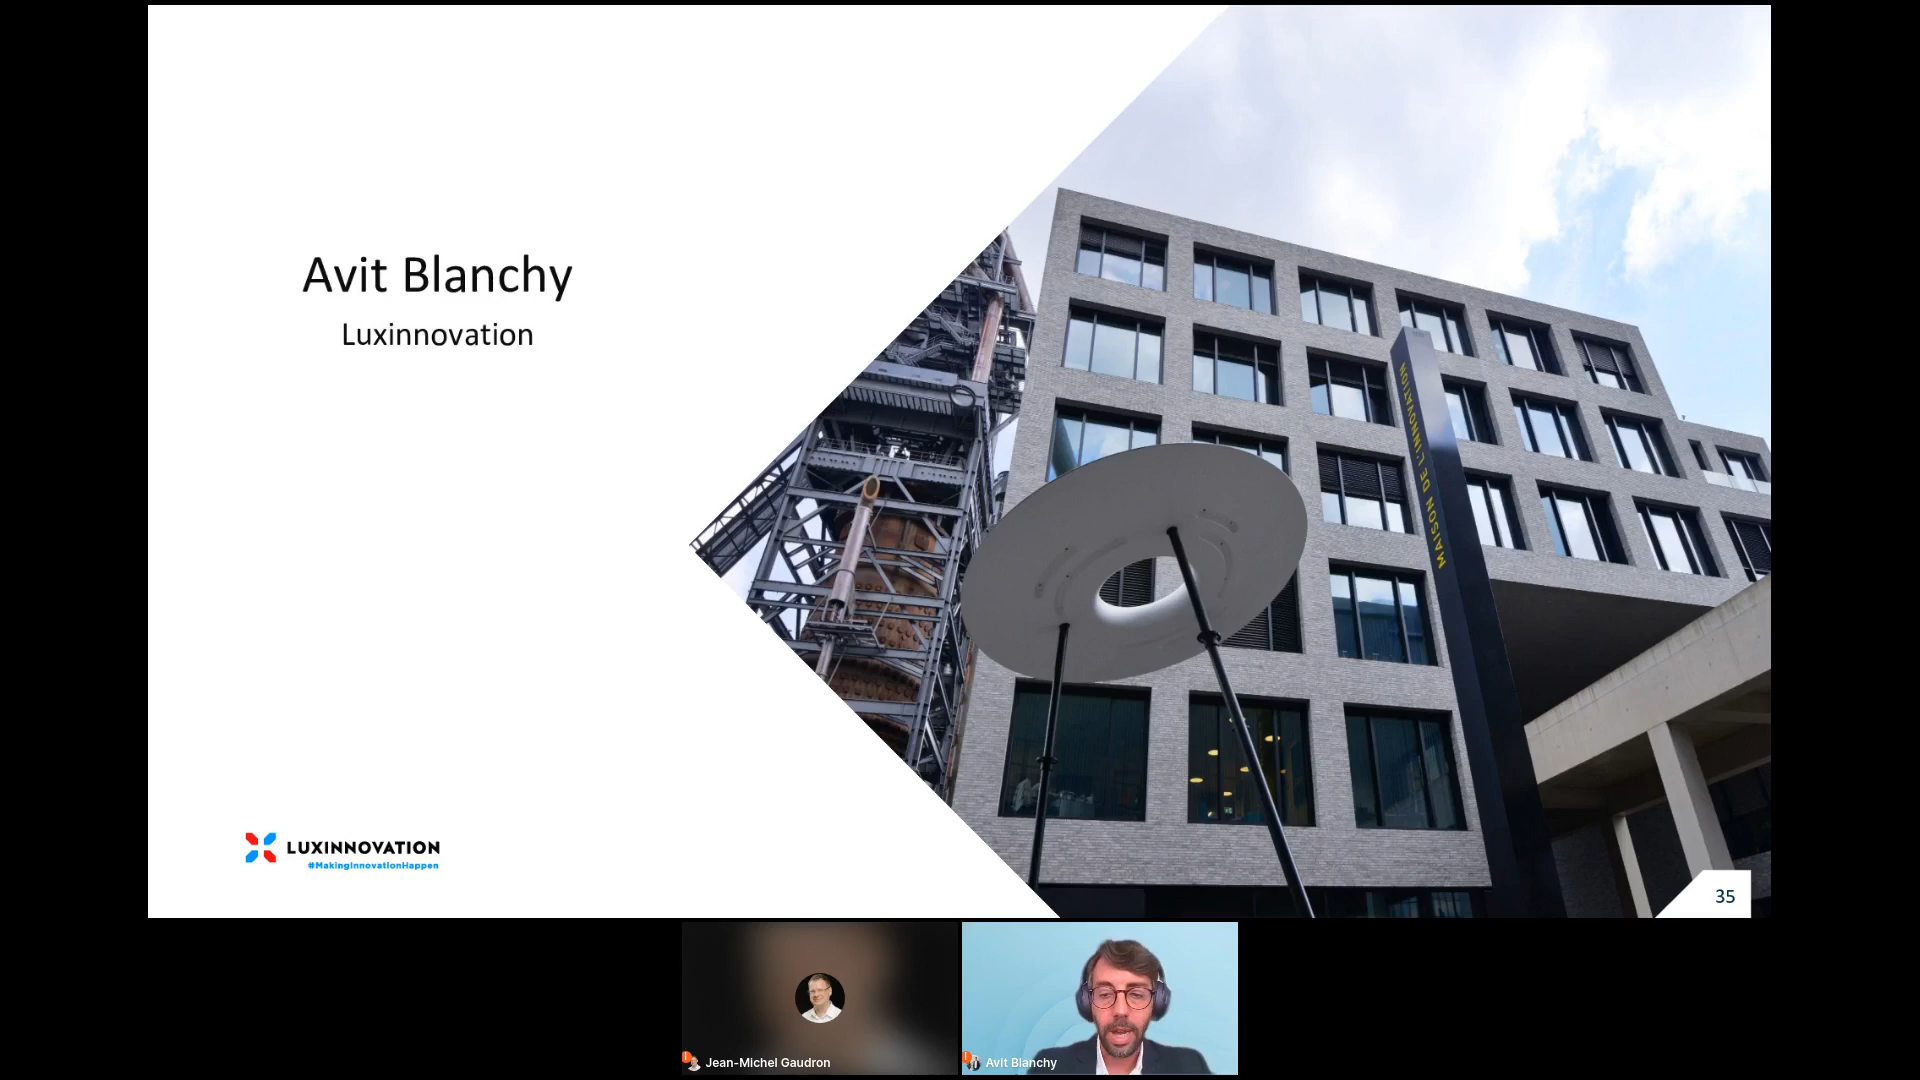 Avit Blanchy
Luxinnovation
MAISON DE L'INNOVATION
LUXINNOVATION
#MakingInnovationHappen
35
Jean-Michel Gaudron
Avit Blanchy